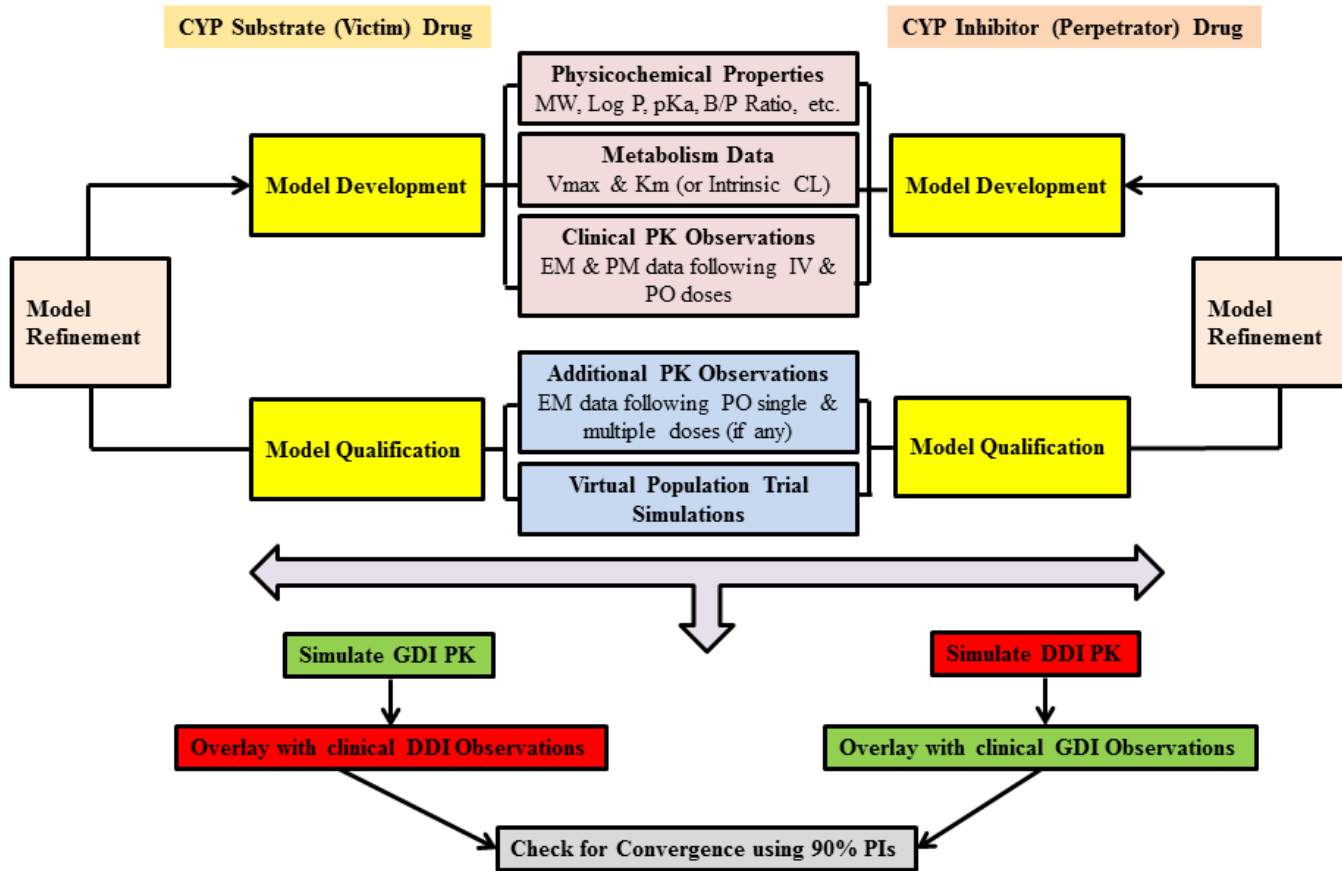 CYP Substrate (Victim) Drug
CYP Inhibitor (Perpetrator) Drug
Physicochemical Properties
MW, Log P, pKa, B/P Ratio, etc.
Model Development
Metabolism Data
Vmax & Km (or Intrinsic CL)
Model Development
Clinical PK Observations
EM & PM data following IV &
PO doses
Model
Refinement
Model
Refinement
Additional PK Observations
EM data following PO single &
multiple doses (if any)
Model Qualification
Model Qualification
Virtual Population Trial
Simulations
Simulate GDI PK
Simulate DDI PK
Overlay with clinical DDI Observations
Overlay with clinical GDI Observations
Check for Convergence using 90% PIs